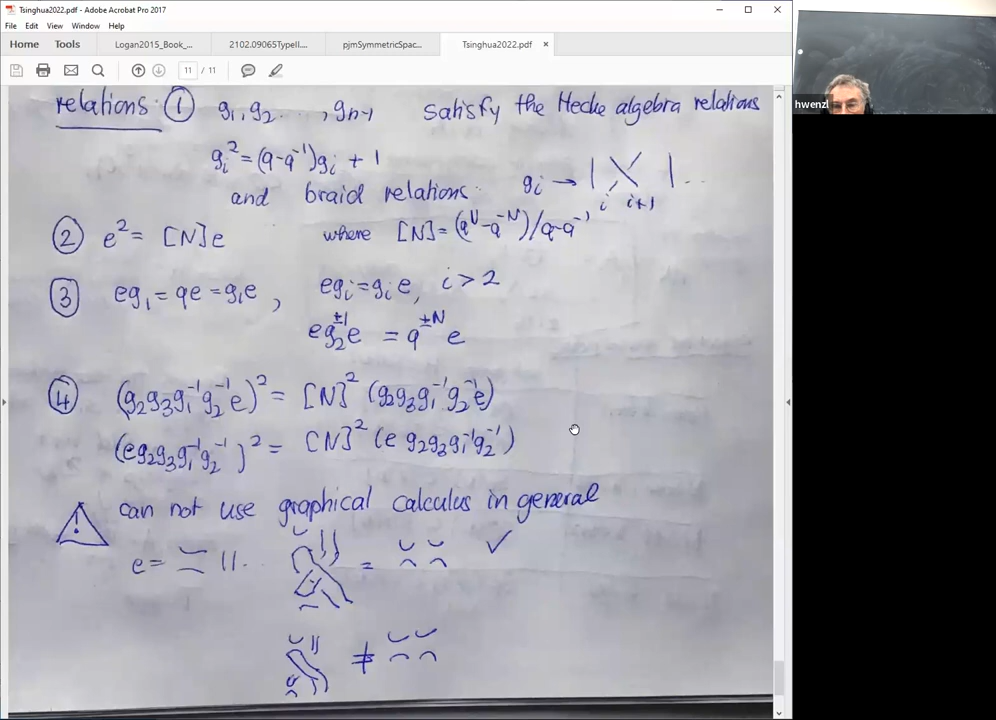 Tsinghua2022.pdf - Adobe Acrobat Pro 2017
File Edit View Window Help
Home Tools Logan2015_Book_... 2102.09065TypeII.... pjmSymmetricSpac... Tsinghua2022.pdf ×
11 / 11
hwenzl
relations: ① g₁, g₂ ..., gₙ₋₁ satisfy the Hecke algebra relations
gᵢ² = (q-q⁻¹)gᵢ + 1
and braid relations. gᵢ → | X | ..
i i+1
② e² = [N]e where [N] = (q^N - q^-N)/q-q⁻¹
③ eg₁ = qe = g₁e, egᵢ = gᵢe, i > 2
eg₂^±1 e = q^±N e
④ (g₂g₃g₁⁻¹g₂⁻¹e)² = [N]² (g₂g₃g₁⁻¹g₂⁻¹e)
(eg₂g₃g₁⁻¹g₂⁻¹)² = [N]² (e g₂g₃g₁⁻¹g₂⁻¹)
! can not use graphical calculus in general
e = || .. = ✓
≠